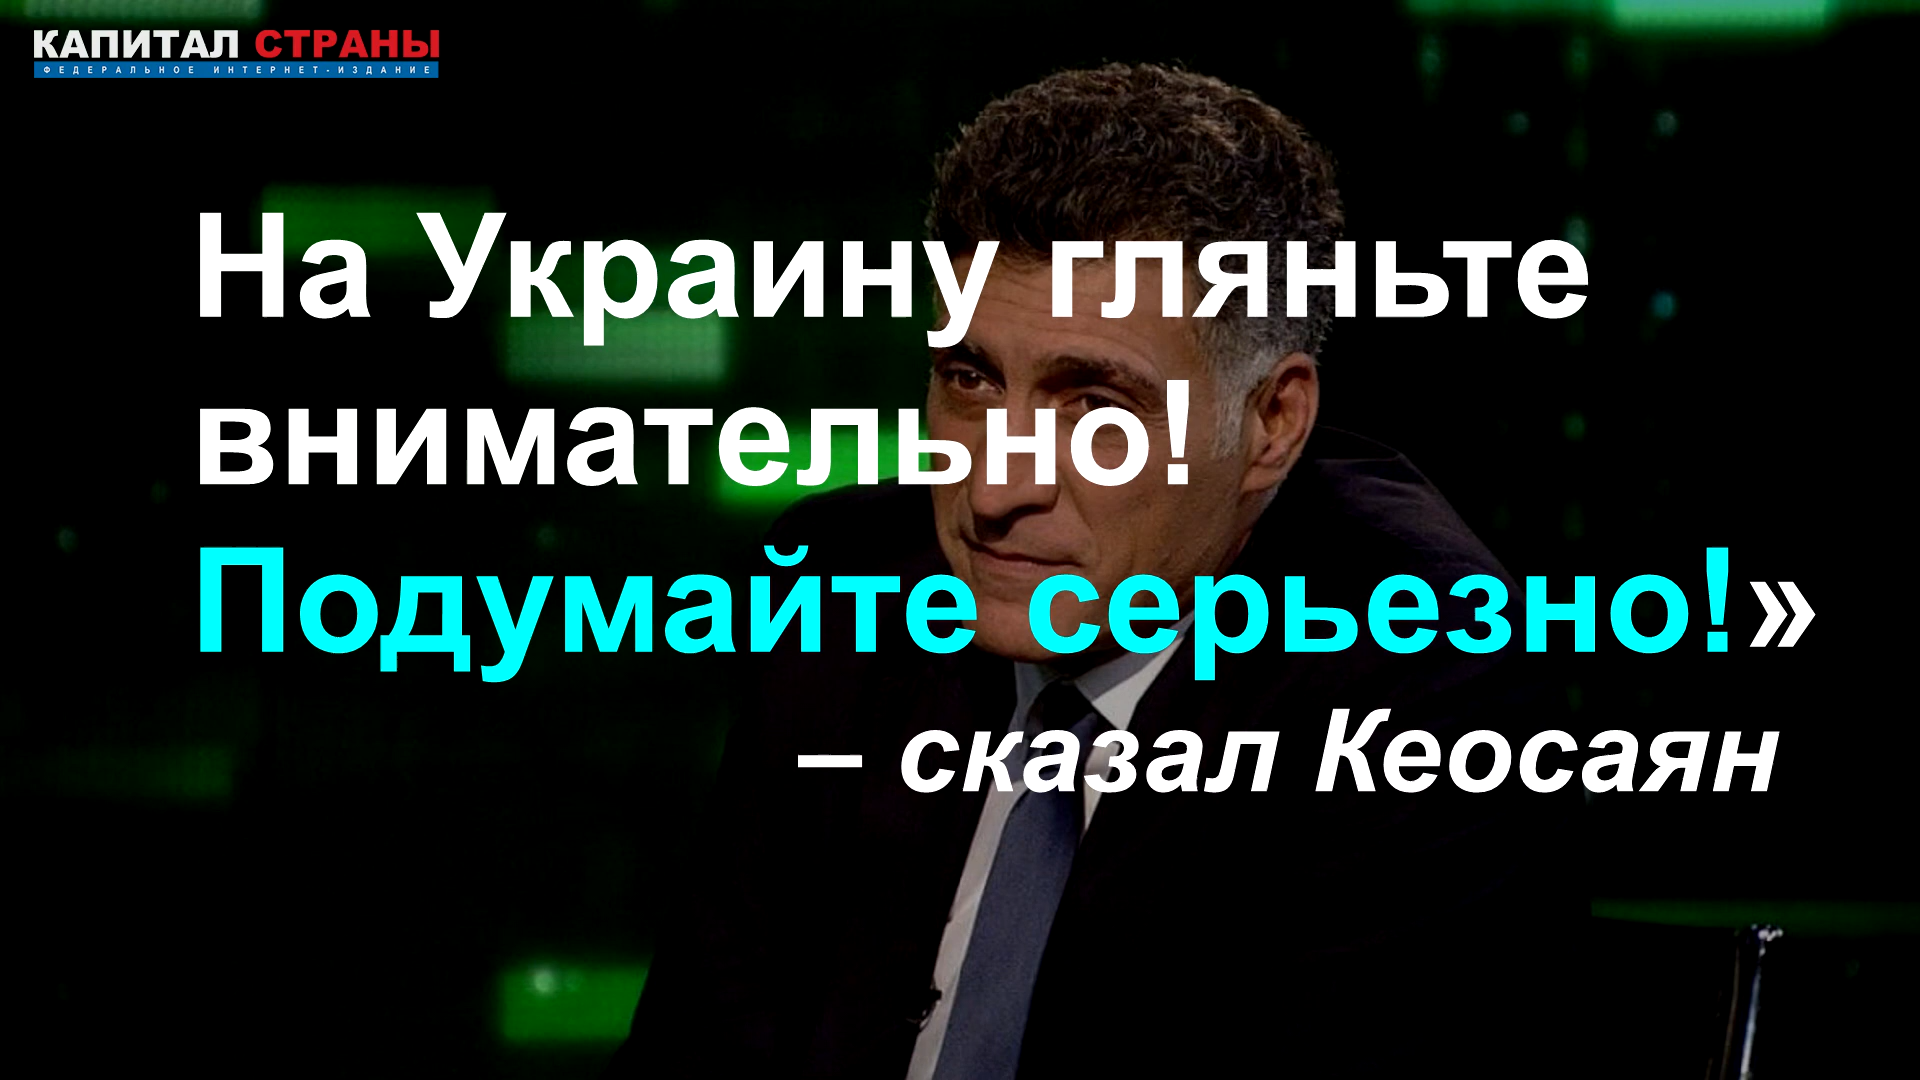 КАПИТАЛ СТРАНЫ
ФЕДЕРАЛЬНОЕ ИНТЕРНЕТ-ИЗДАНИЕ
На Украину гляньте
внимательно!
Подумайте серьезно!»
– сказал Кеосаян